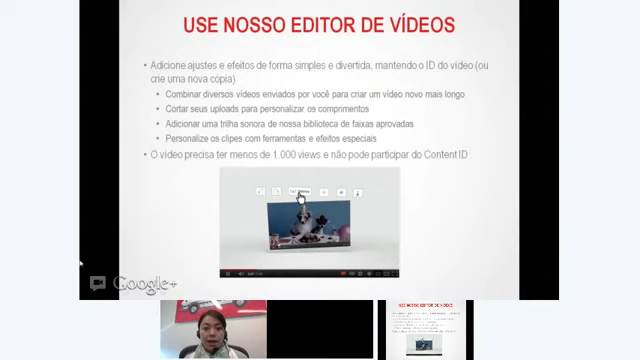 USE NOSSO EDITOR DE VÍDEOS
Adicione ajustes e efeitos de forma simples e divertida, mantendo o ID do vídeo (ou
crie uma nova cópia)
Combinar diversos vídeos enviados por você para criar um vídeo novo mais longo
Cortar seus uploads para personalizar os comprimentos
Adicionar uma trilha sonora de nossa biblioteca de faixas aprovadas
Personalize os clipes com ferramentas e efeitos especiais
O vídeo precisa ter menos de 1.000 views e não pode participar do Content ID
Google+
USE NOSSO EDITOR DE VÍDEOS